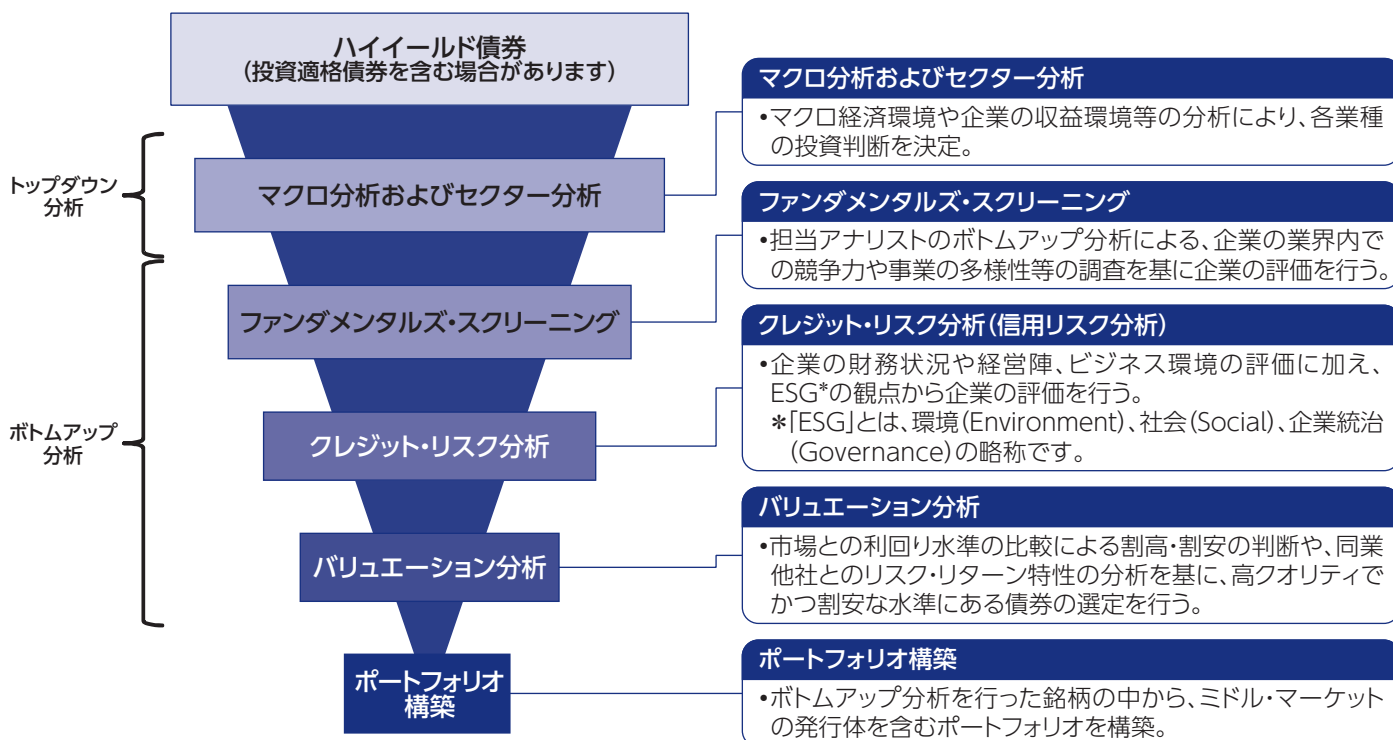 ハイイールド債券
(投資適格債券を含む場合があります)
トップダウン
分析
マクロ分析およびセクター分析
ボトムアップ
分析
ファンダメンタルズ・スクリーニング
クレジット・リスク分析
バリュエーション分析
ポートフォリオ
構築
マクロ分析およびセクター分析
•マクロ経済環境や企業の収益環境等の分析により、各業種
の投資判断を決定。
ファンダメンタルズ・スクリーニング
•担当アナリストのボトムアップ分析による、企業の業界内で
の競争力や事業の多様性等の調査を基に企業の評価を行う。
クレジット・リスク分析(信用リスク分析)
•企業の財務状況や経営陣、ビジネス環境の評価に加え、
ESG*の観点から企業の評価を行う。
*「ESG」とは、環境(Environment)、社会(Social)、企業統治
(Governance)の略称です。
バリュエーション分析
•市場との利回り水準の比較による割高・割安の判断や、同業
他社とのリスク・リターン特性の分析を基に、高クオリティで
かつ割安な水準にある債券の選定を行う。
ポートフォリオ構築
•ボトムアップ分析を行った銘柄の中から、ミドル・マーケット
の発行体を含むポートフォリオを構築。